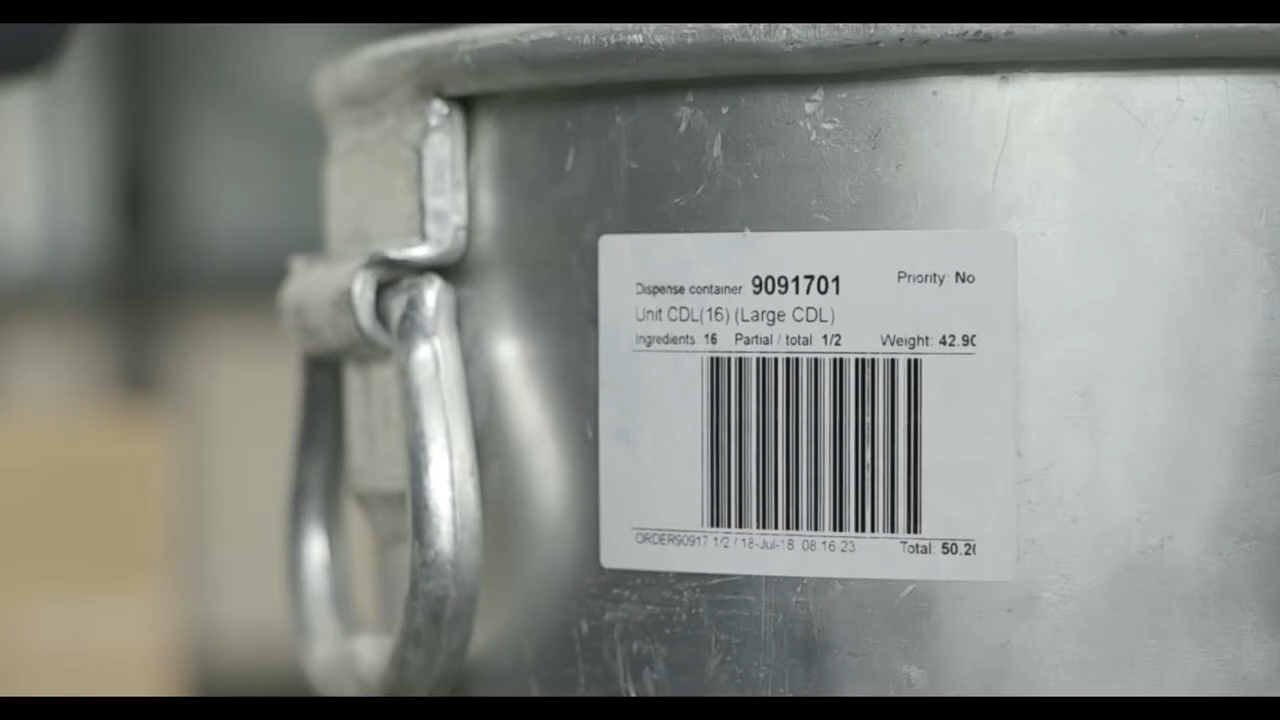 Dispense container: 9091701 Priority: No
Unit CDL(16) (Large CDL)
Ingredients: 16 Partial / total 1/2 Weight: 42.90
ORDER90917 1/2 / 18-Jul-18 08 16 23 Total: 50.20